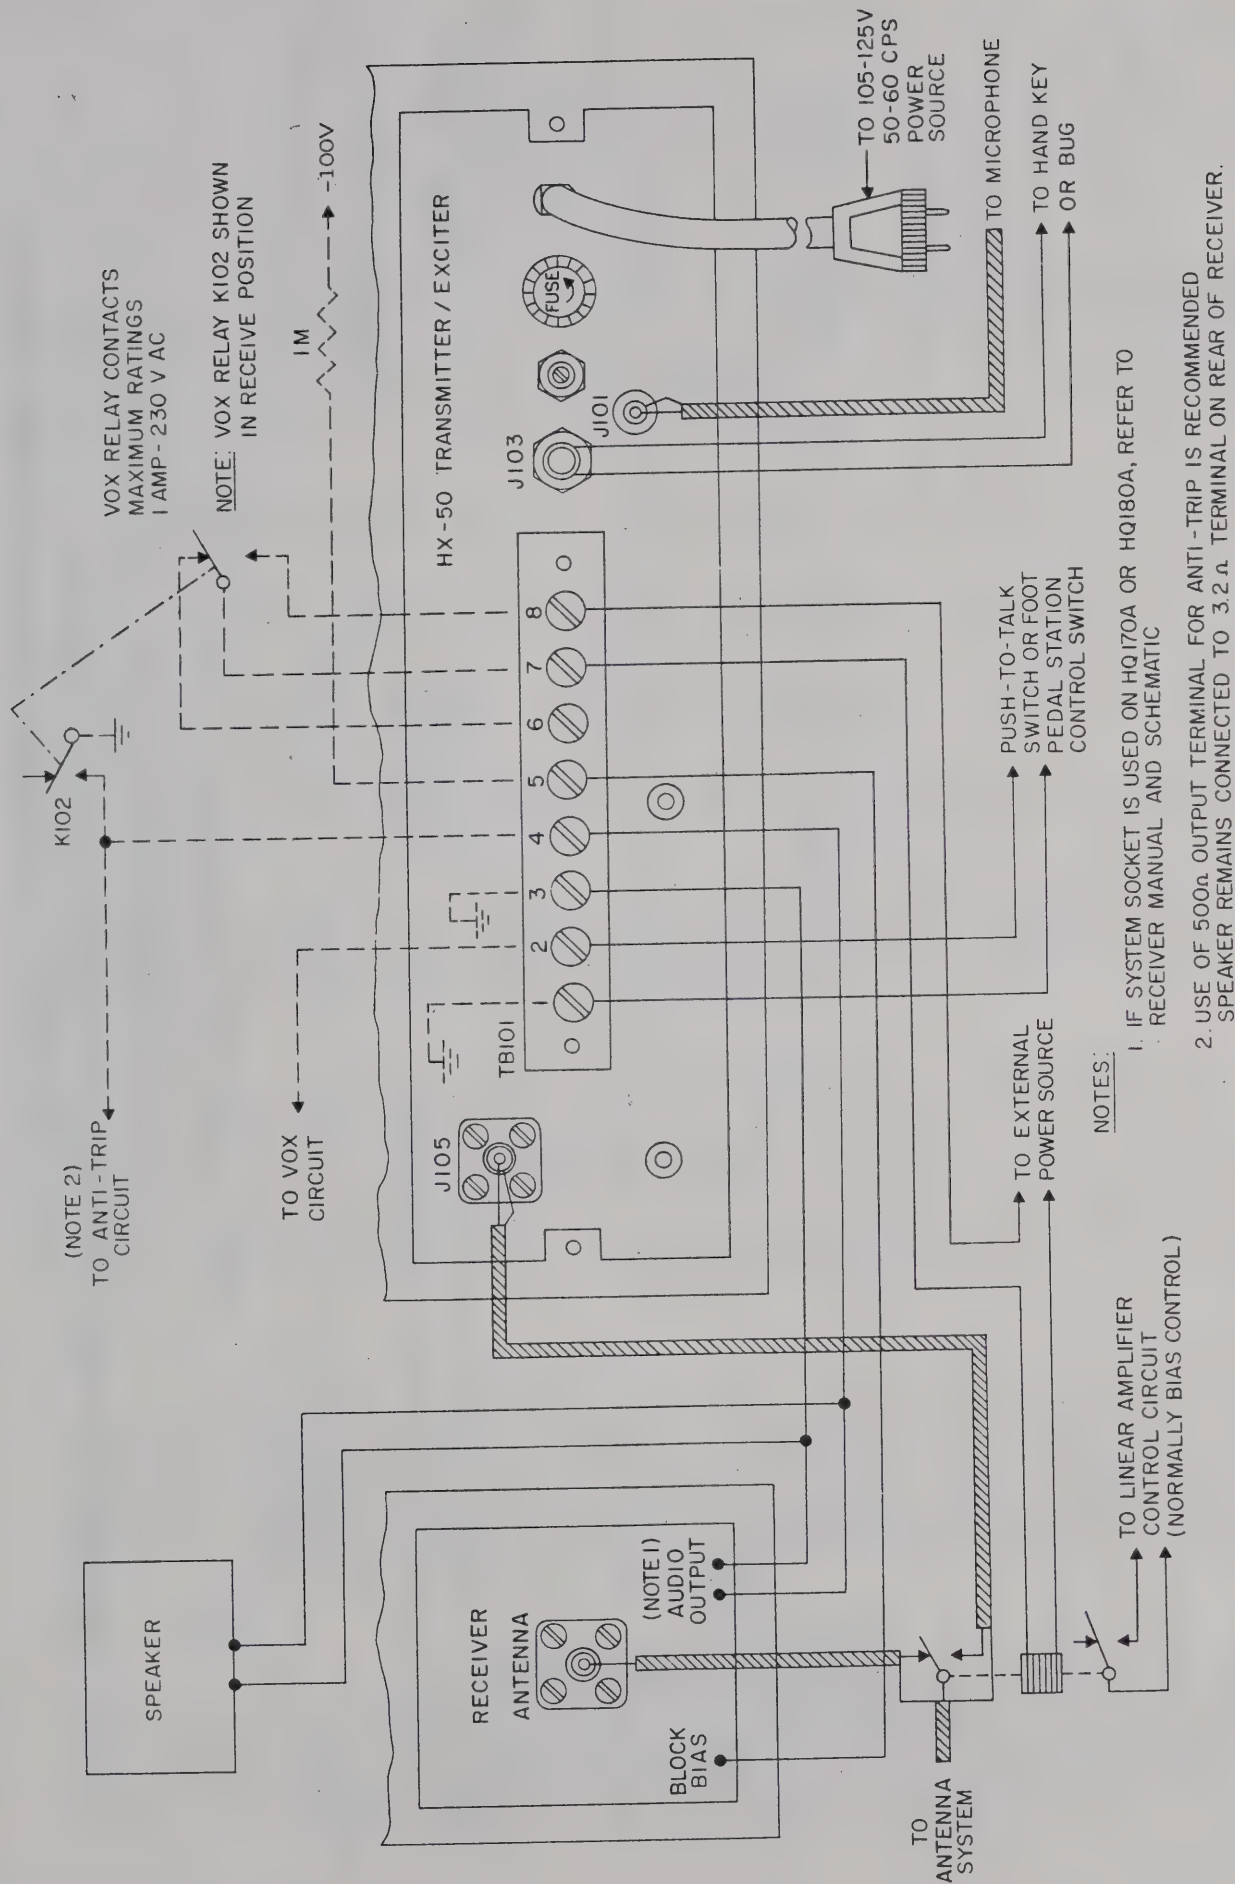 VOX RELAY CONTACTS
MAXIMUM RATINGS
1 AMP - 230 V AC
NOTE: VOX RELAY K102 SHOWN
IN RECEIVE POSITION
K102
1M
-100V
(NOTE 2)
TO ANTI-TRIP
CIRCUIT
TO VOX
CIRCUIT
HX-50 TRANSMITTER / EXCITER
J105
TB101
2
3
4
5
6
7
8
J103
J101
FUSE
TO 105-125V
50-60 CPS
POWER
SOURCE
TO MICROPHONE
TO HAND KEY
OR BUG
SPEAKER
RECEIVER
ANTENNA
(NOTE 1)
AUDIO
OUTPUT
BLOCK
BIAS
PUSH-TO-TALK
SWITCH OR FOOT
PEDAL STATION
CONTROL SWITCH
TO EXTERNAL
POWER SOURCE
TO
ANTENNA
SYSTEM
TO LINEAR AMPLIFIER
CONTROL CIRCUIT
(NORMALLY BIAS CONTROL)
NOTES:
1. IF SYSTEM SOCKET IS USED ON HQ170A OR HQ180A, REFER TO
RECEIVER MANUAL AND SCHEMATIC
2. USE OF 500Ω OUTPUT TERMINAL FOR ANTI-TRIP IS RECOMMENDED
SPEAKER REMAINS CONNECTED TO 3.2 Ω TERMINAL ON REAR OF RECEIVER.